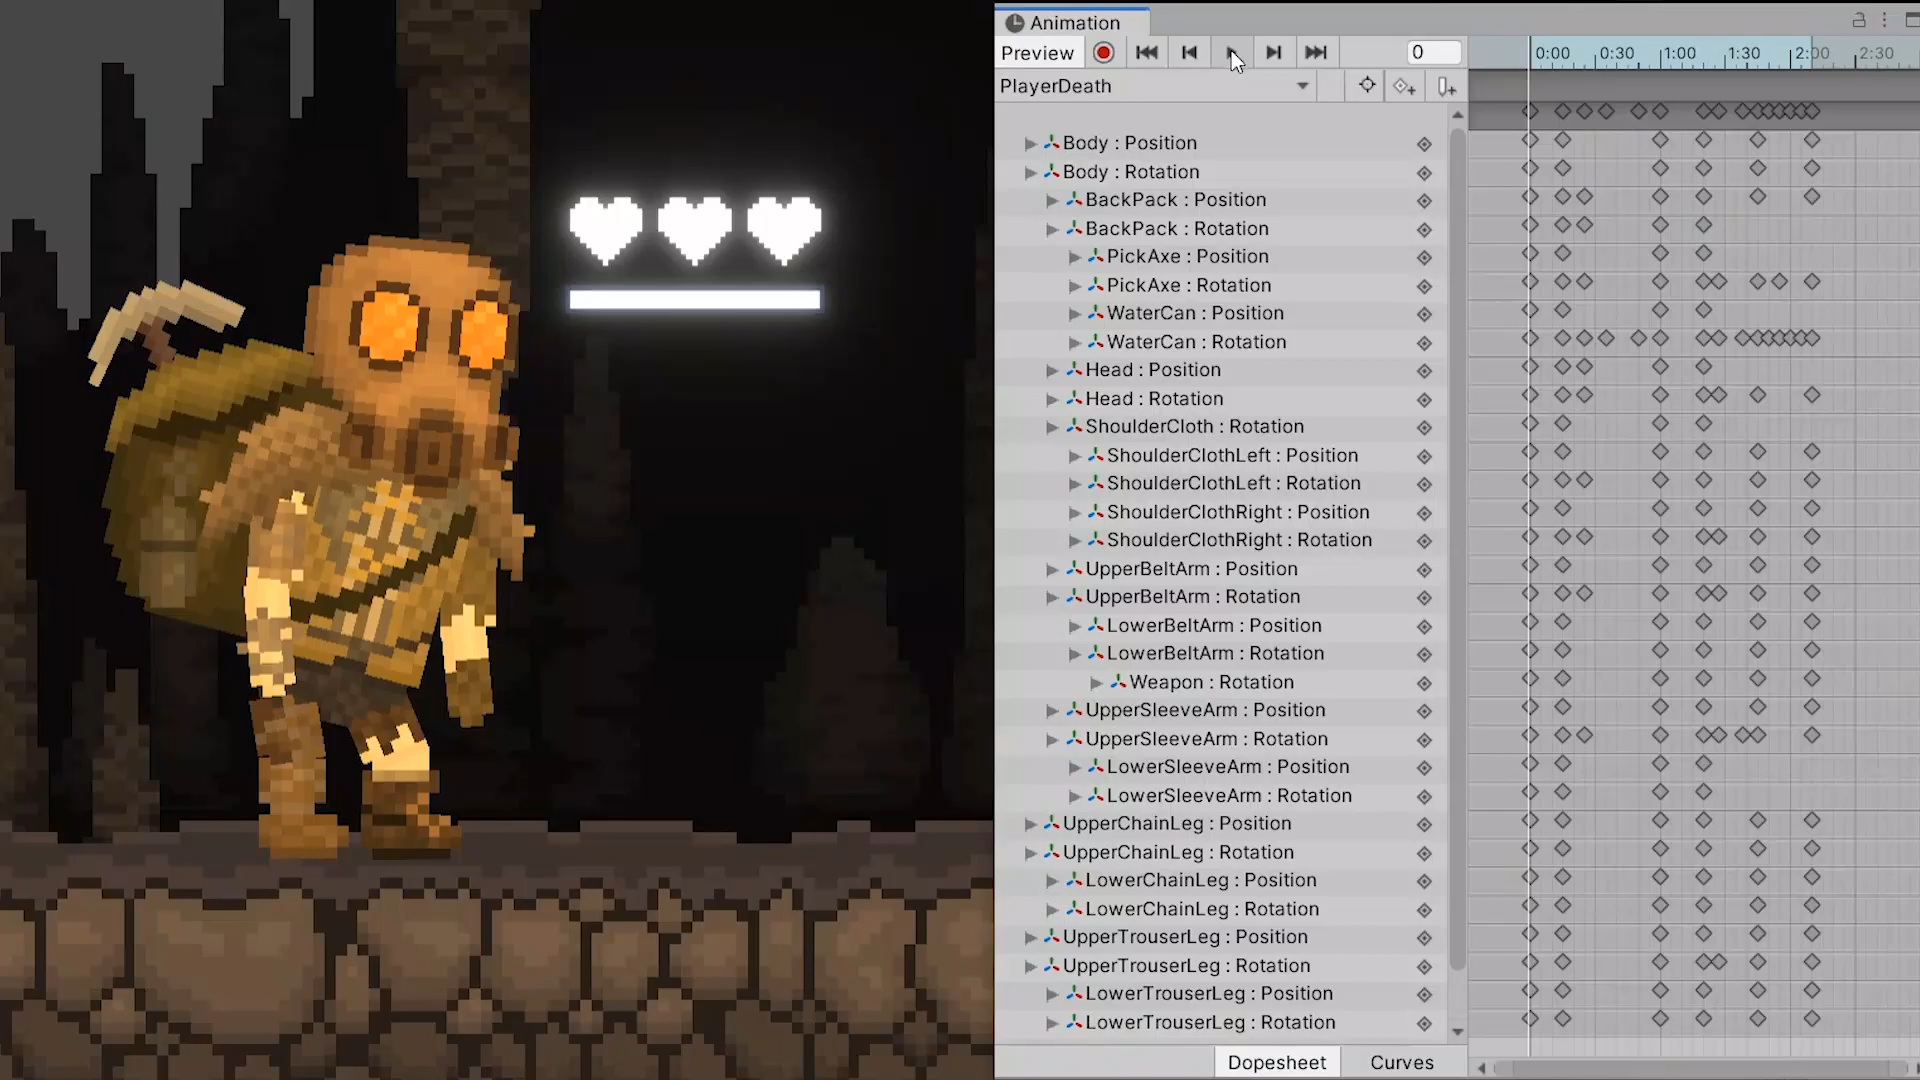 Animation
Preview
0
0:00 0:30 1:00 1:30 2:00 2:30
PlayerDeath
Body : Position
Body : Rotation
BackPack : Position
BackPack : Rotation
PickAxe : Position
PickAxe : Rotation
WaterCan : Position
WaterCan : Rotation
Head : Position
Head : Rotation
ShoulderCloth : Rotation
ShoulderClothLeft : Position
ShoulderClothLeft : Rotation
ShoulderClothRight : Position
ShoulderClothRight : Rotation
UpperBeltArm : Position
UpperBeltArm : Rotation
LowerBeltArm : Position
LowerBeltArm : Rotation
Weapon : Rotation
UpperSleeveArm : Position
UpperSleeveArm : Rotation
LowerSleeveArm : Position
LowerSleeveArm : Rotation
UpperChainLeg : Position
UpperChainLeg : Rotation
LowerChainLeg : Position
LowerChainLeg : Rotation
UpperTrouserLeg : Position
UpperTrouserLeg : Rotation
LowerTrouserLeg : Position
LowerTrouserLeg : Rotation
Dopesheet Curves